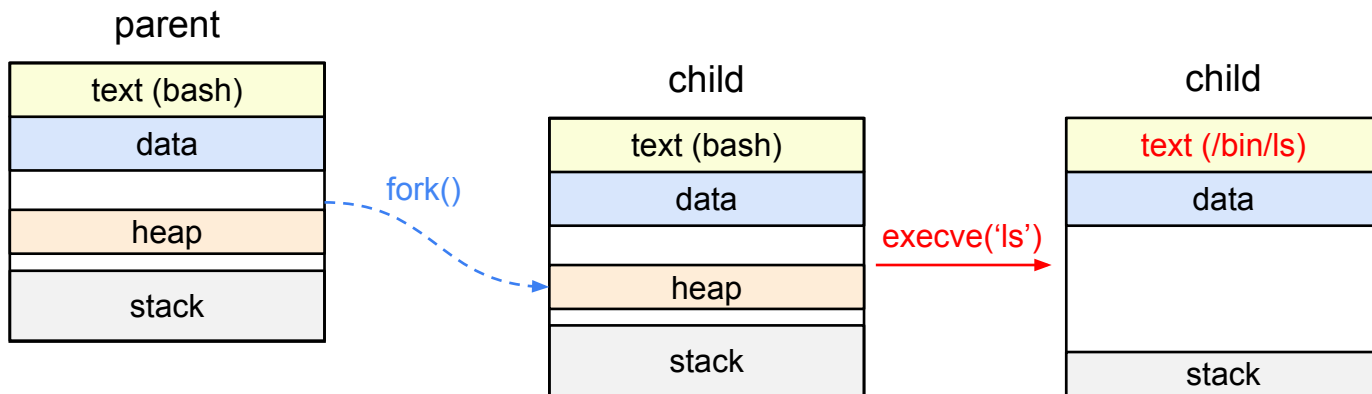 parent
text (bash)
data
heap
stack
fork()
child
text (bash)
data
heap
stack
execve(‘ls’)
child
text (/bin/ls)
data
stack